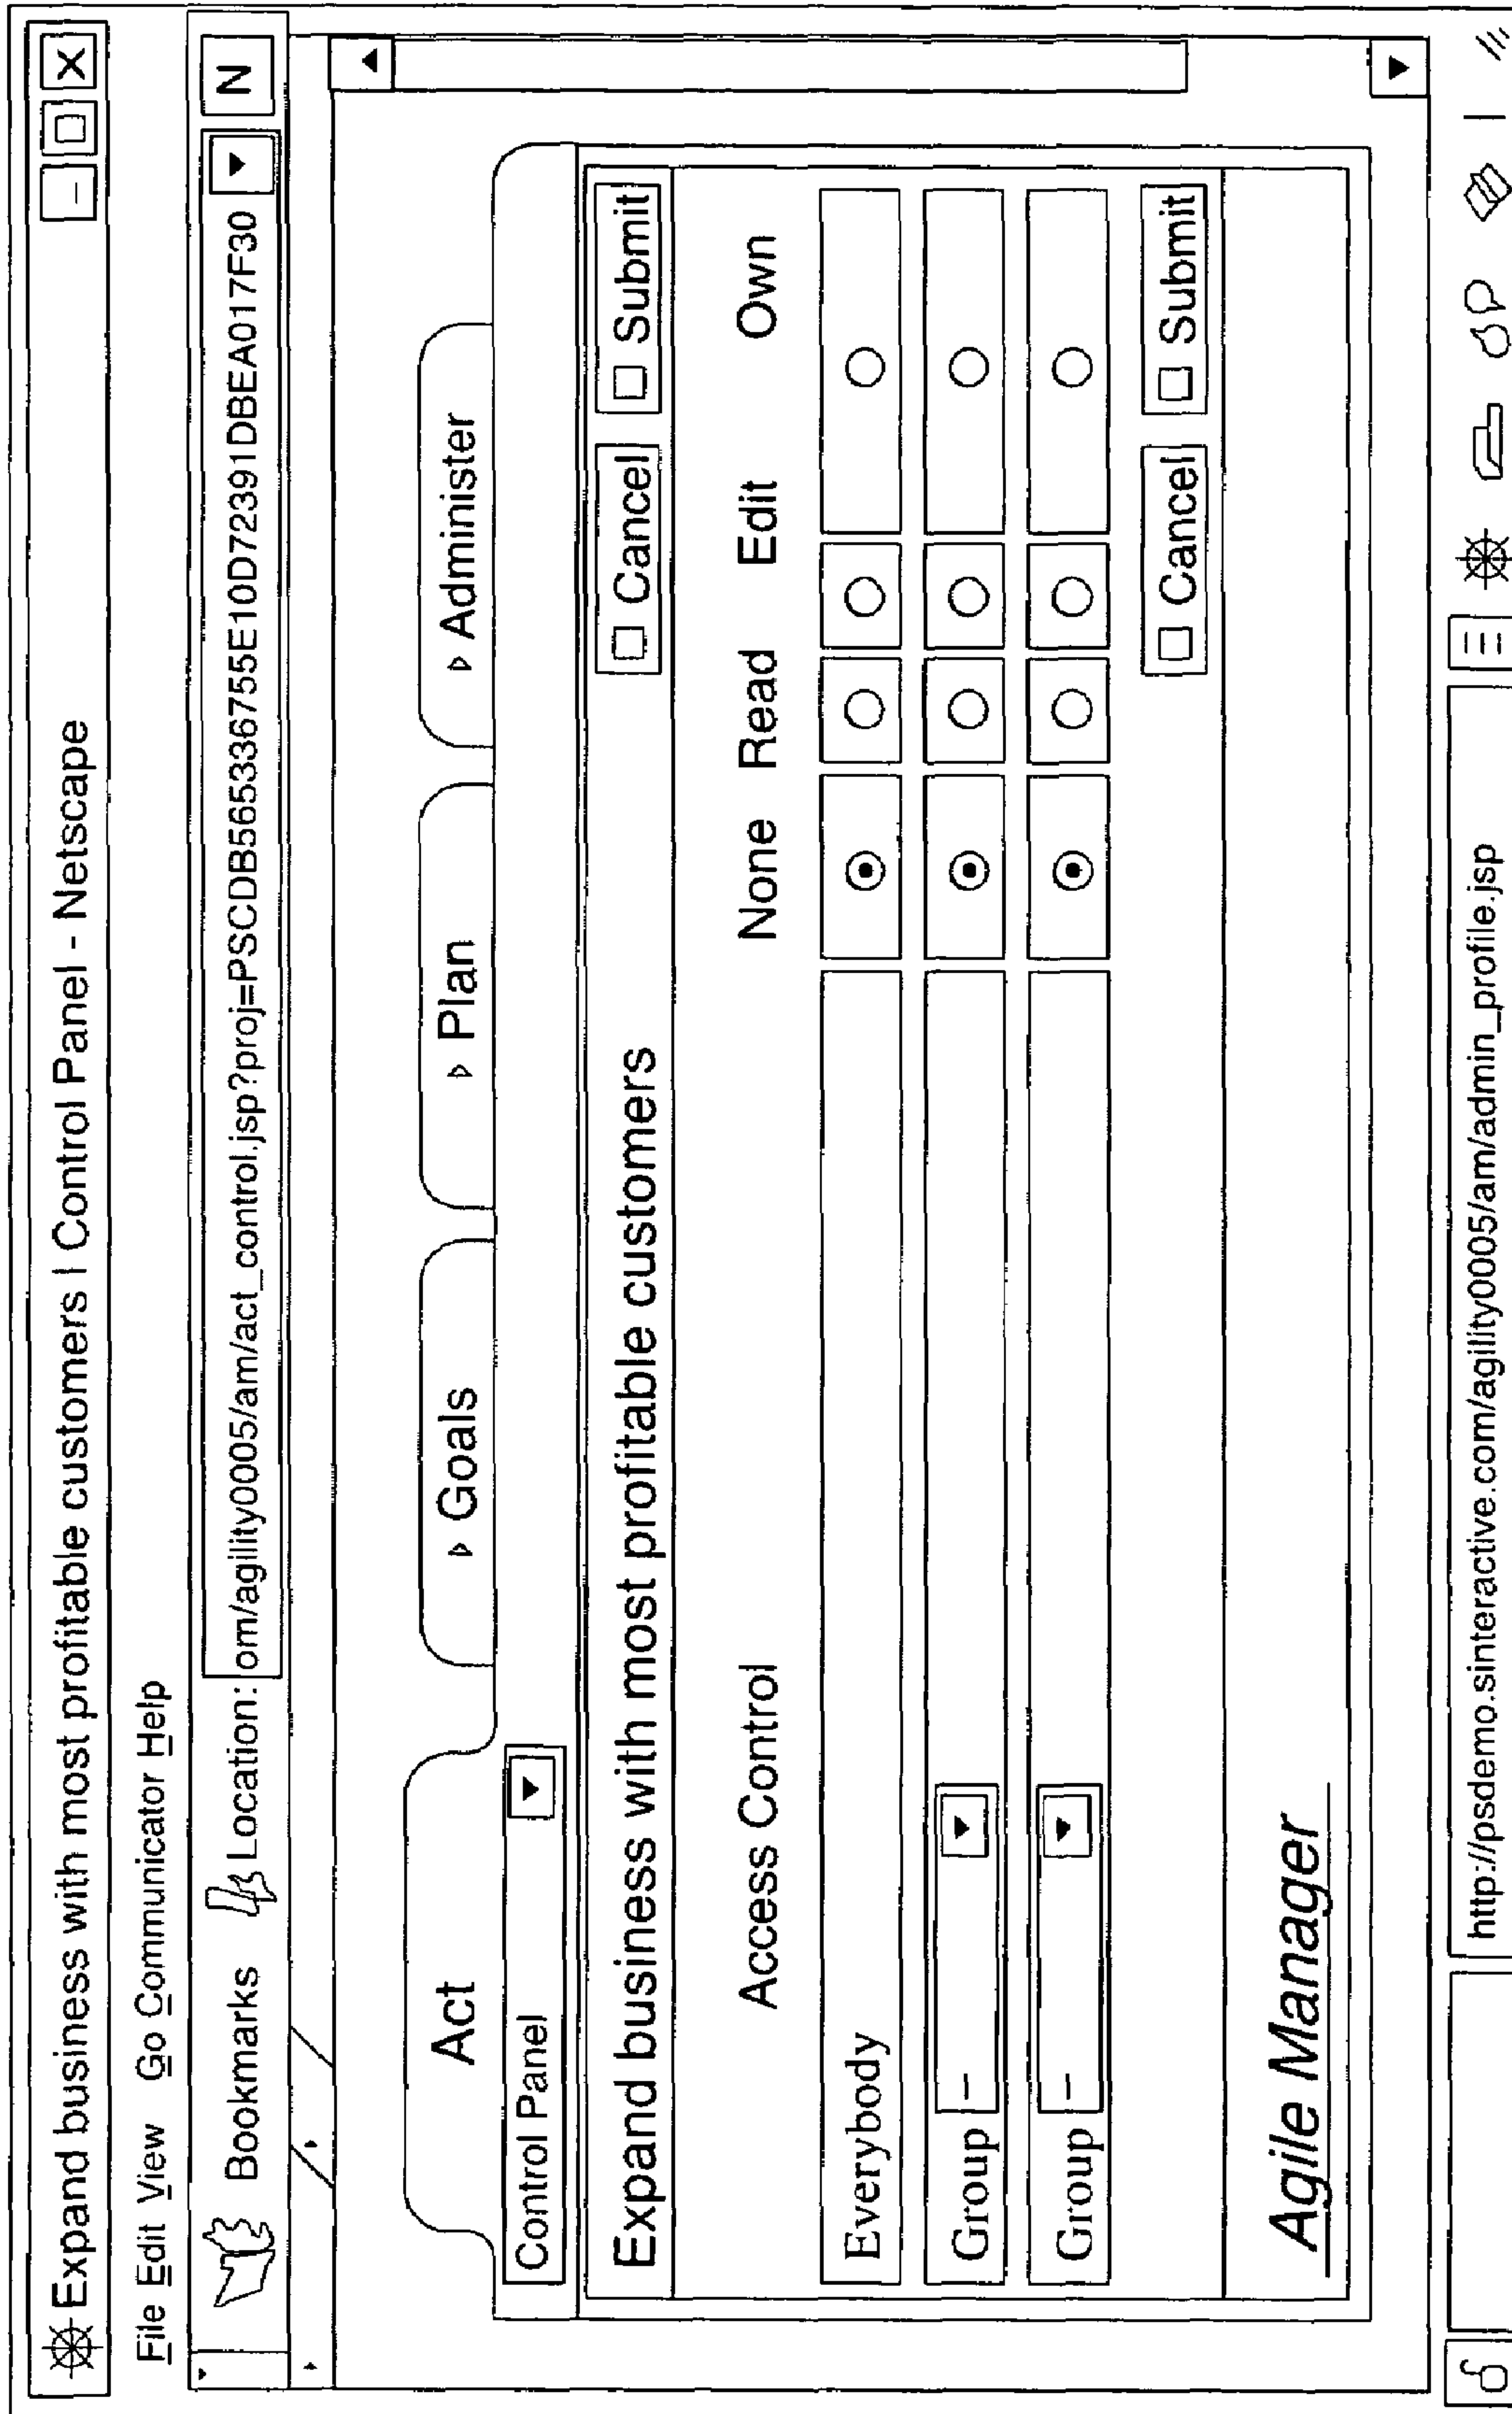 Expand business with most profitable customers | Control Panel - Netscape
File Edit View Go Communicator Help
Bookmarks Location: om/agility0005/am/act_control.jsp?proj=PSCDB565336755E10D72391DBEA017F30 N
Act Goals Plan Administer
Control Panel
Expand business with most profitable customers Cancel Submit
Access Control None Read Edit Own
Everybody
Group –
Group –
Cancel Submit
Agile Manager
http://psdemo.sinteractive.com/agility0005/am/admin_profile.jsp